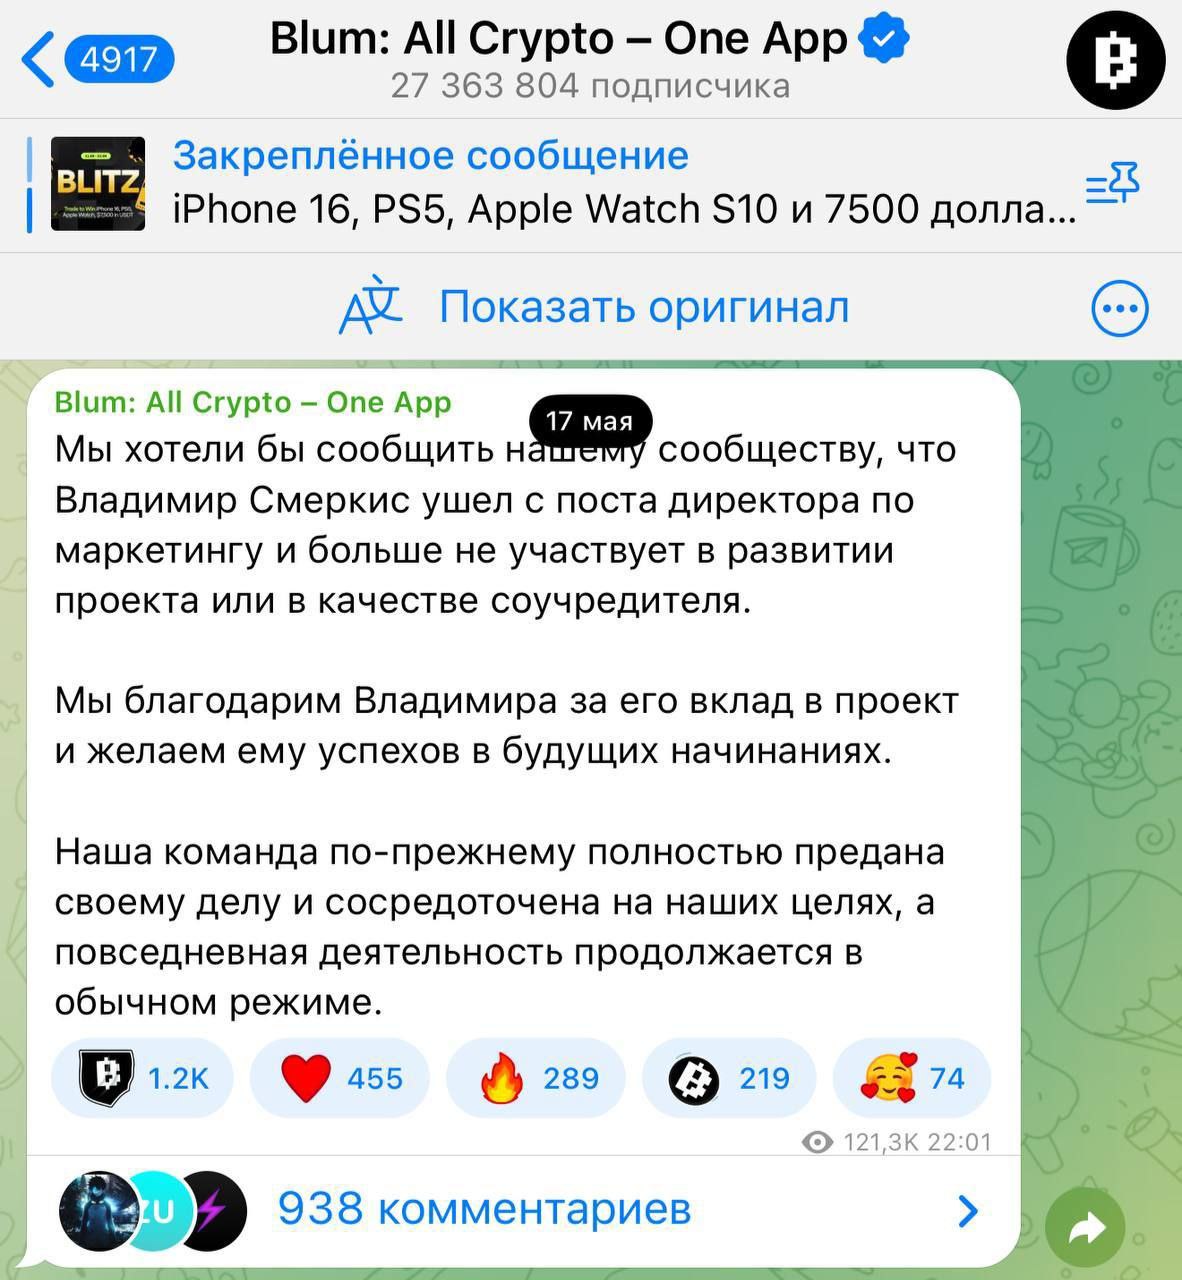 4917
Blum: All Crypto – One App
27 363 804 подписчика
BLITZ
Закреплённое сообщение
iPhone 16, PS5, Apple Watch S10 и 7500 долла...
Показать оригинал
Blum: All Crypto – One App
17 мая
Мы хотели бы сообщить нашему сообществу, что
Владимир Смеркис ушел с поста директора по
маркетингу и больше не участвует в развитии
проекта или в качестве соучредителя.
Мы благодарим Владимира за его вклад в проект
и желаем ему успехов в будущих начинаниях.
Наша команда по-прежнему полностью предана
своему делу и сосредоточена на наших целях, а
повседневная деятельность продолжается в
обычном режиме.
1.2K 455 289 219 74
121,3K 22:01
ZU
938 комментариев